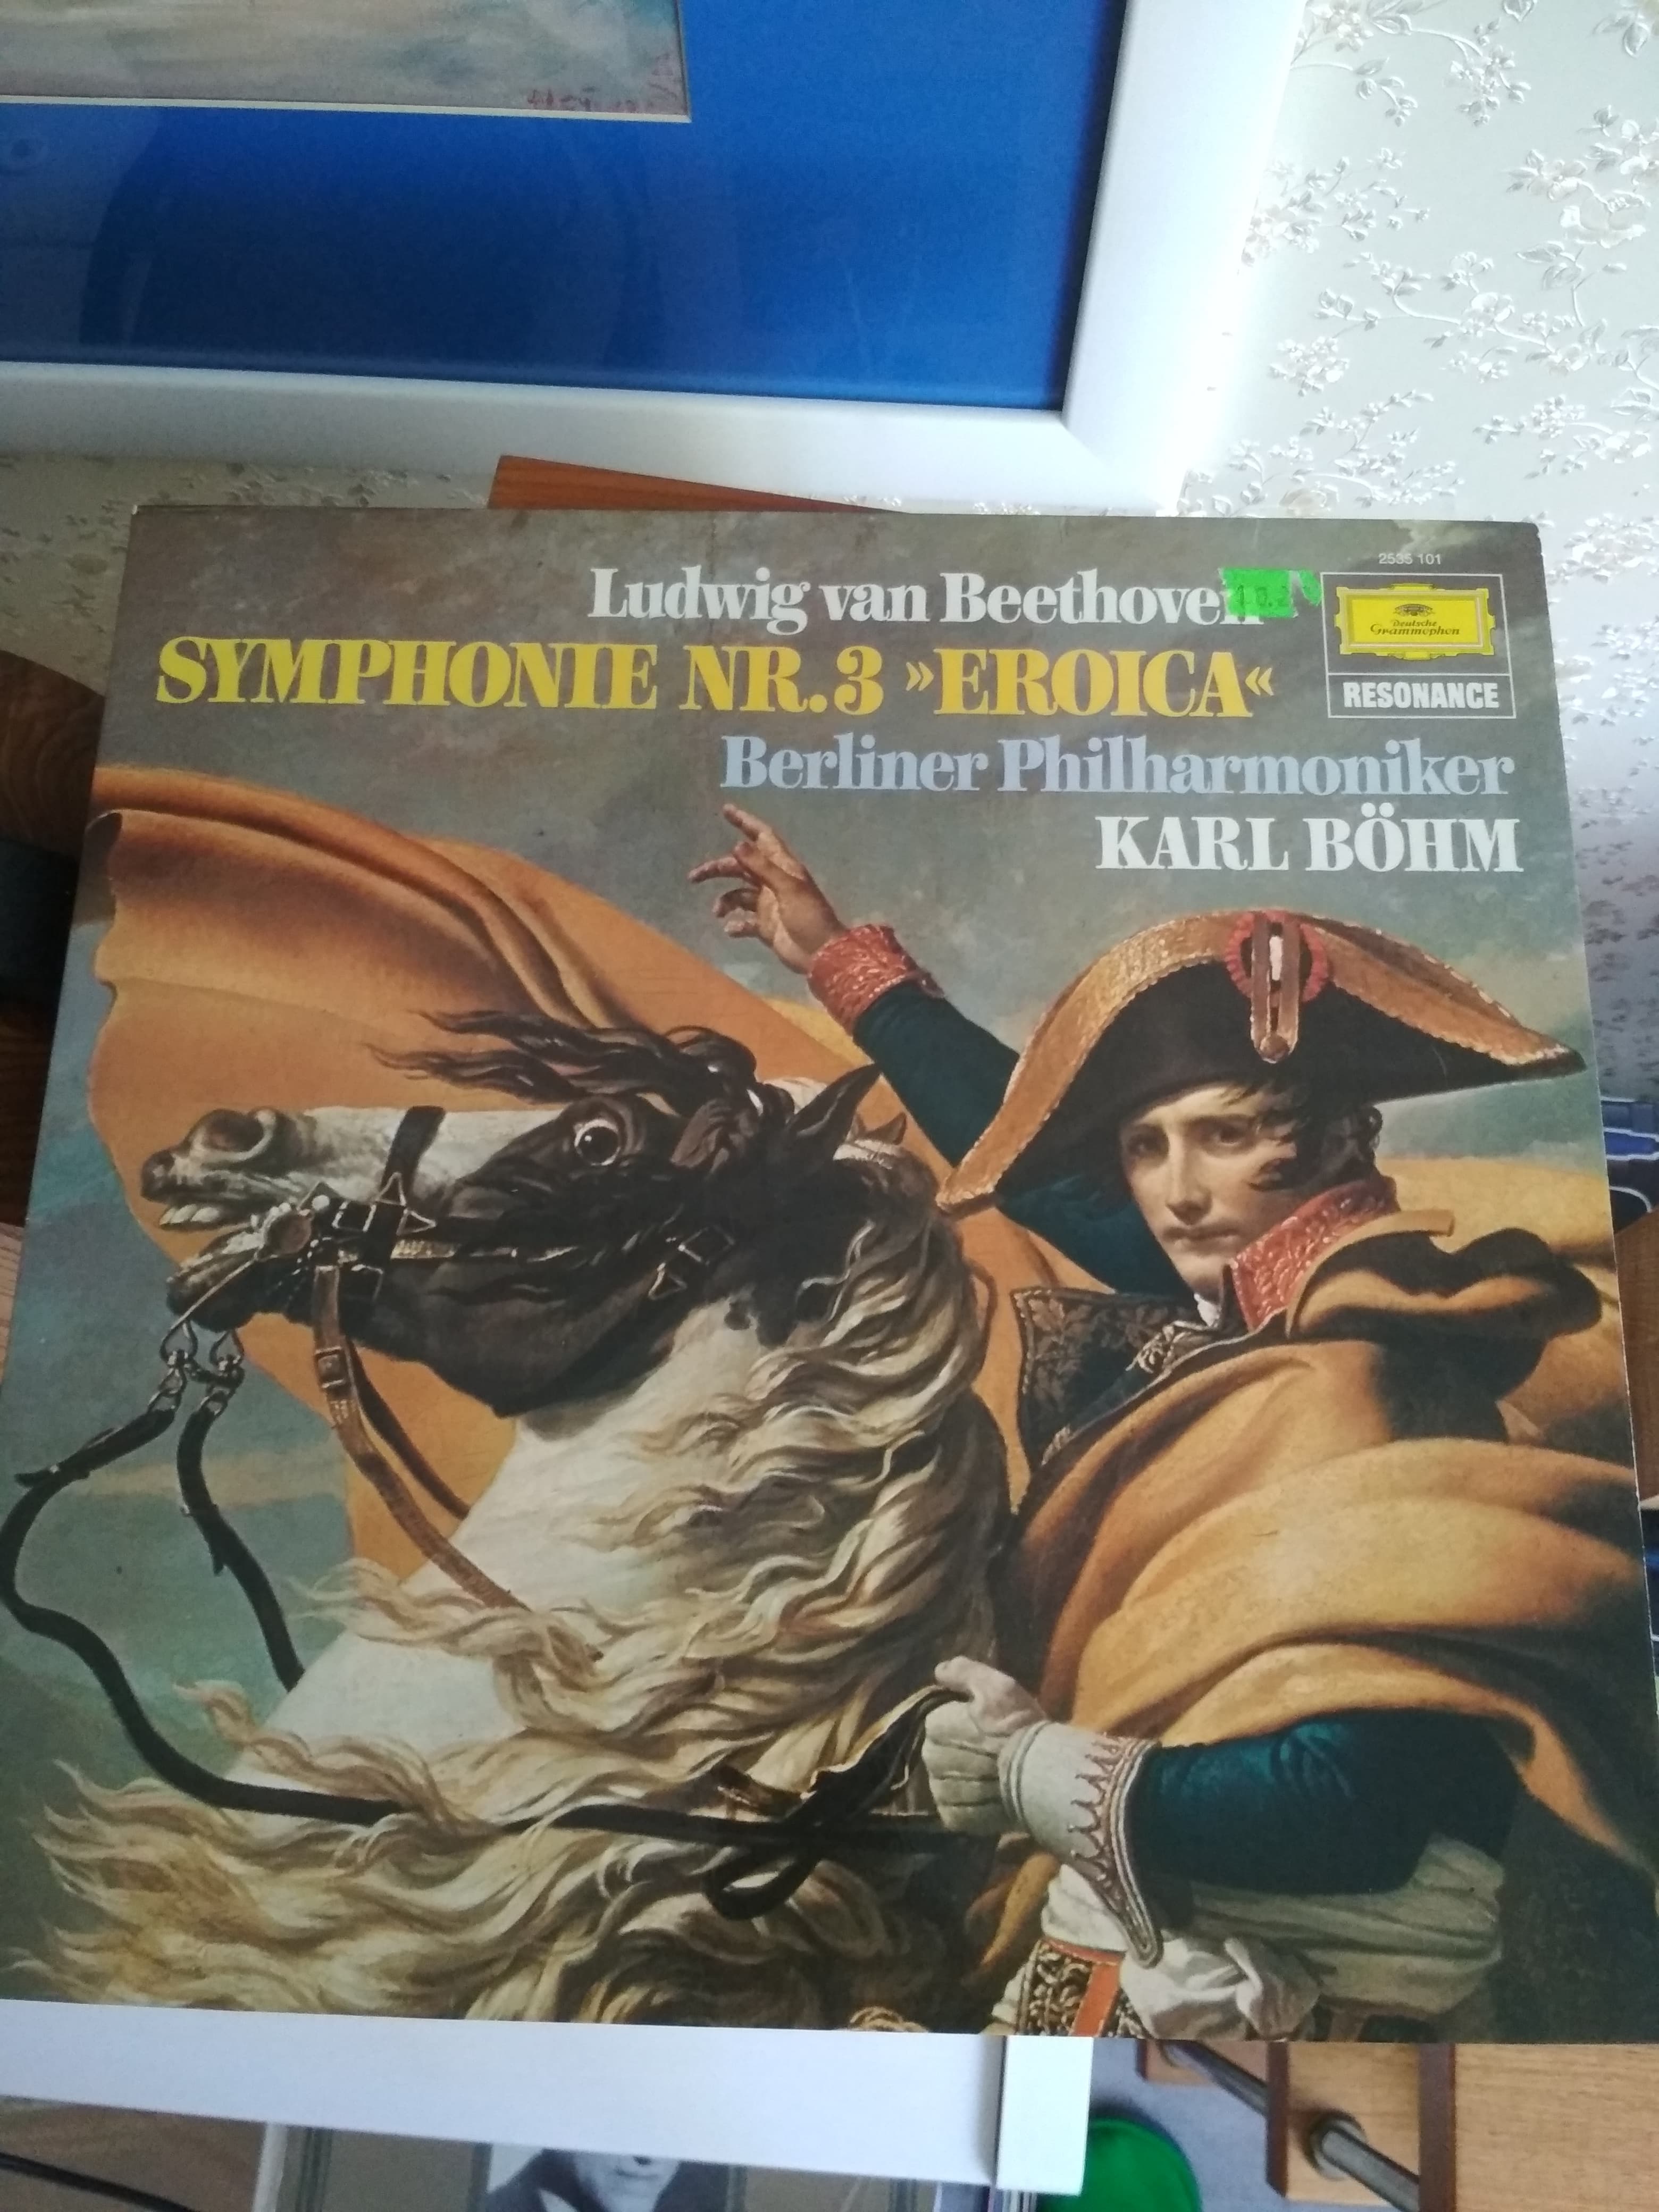 2535 101
Ludwig van Beethoven
Deutsche
Grammophon
SYMPHONIE NR.3 »EROICA«
RESONANCE
Berliner Philharmoniker
KARL BÖHM